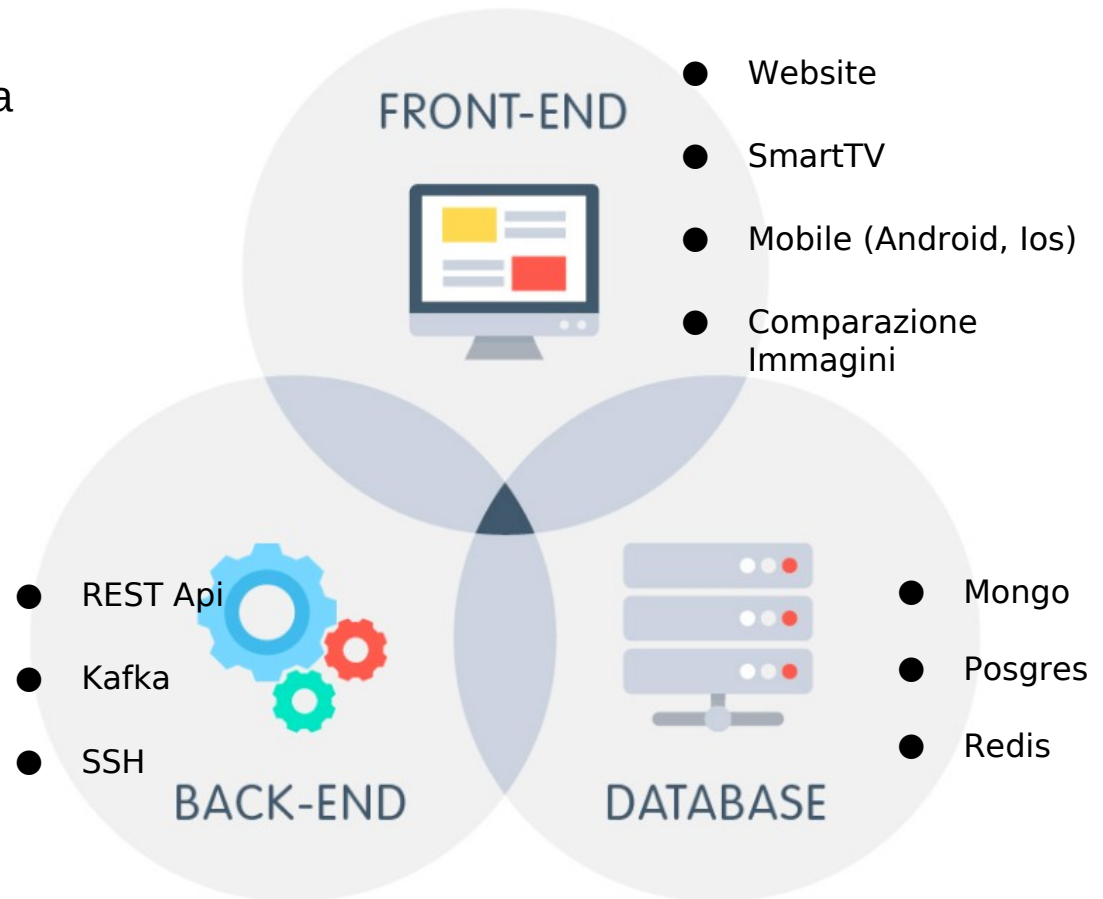 a
FRONT-END
● Website
● SmartTV
● Mobile (Android, Ios)
● Comparazione
Immagini
● REST Api
● Kafka
● SSH
BACK-END
● Mongo
● Posgres
● Redis
DATABASE